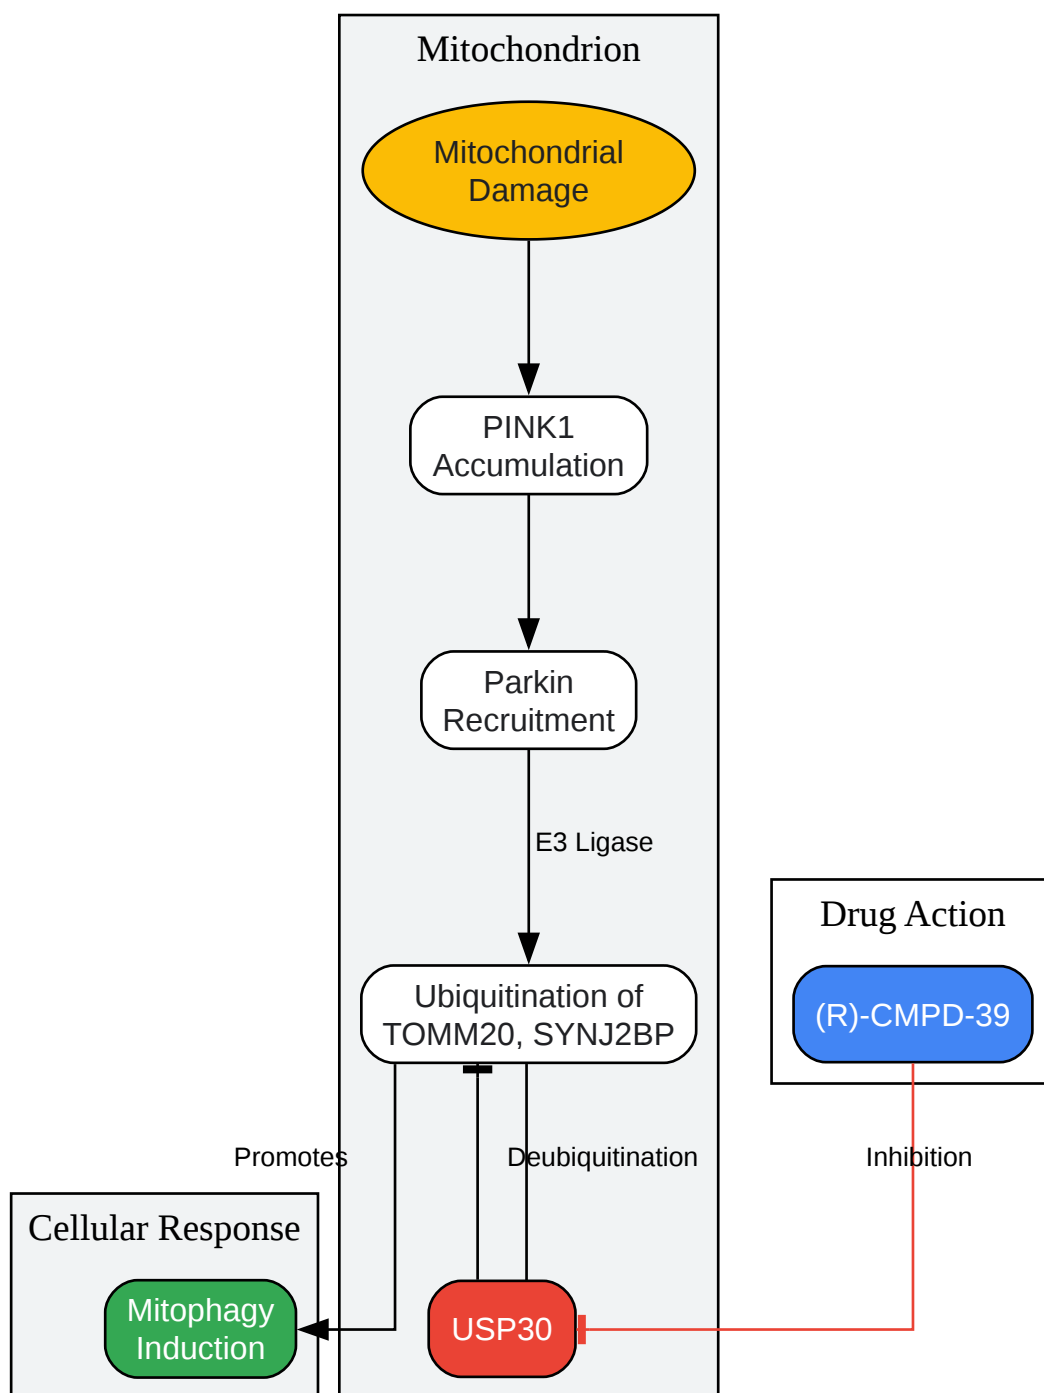 Mitochondrion
Mitochondrial
Damage
PINK1
Accumulation
Parkin
Recruitment
E3 Ligase
Drug Action
Ubiquitination of
TOMM20, SYNJ2BP
(R)-CMPD-39
Promotes
Deubiquitination
Inhibition
Cellular Response
Mitophagy
Induction
USP30